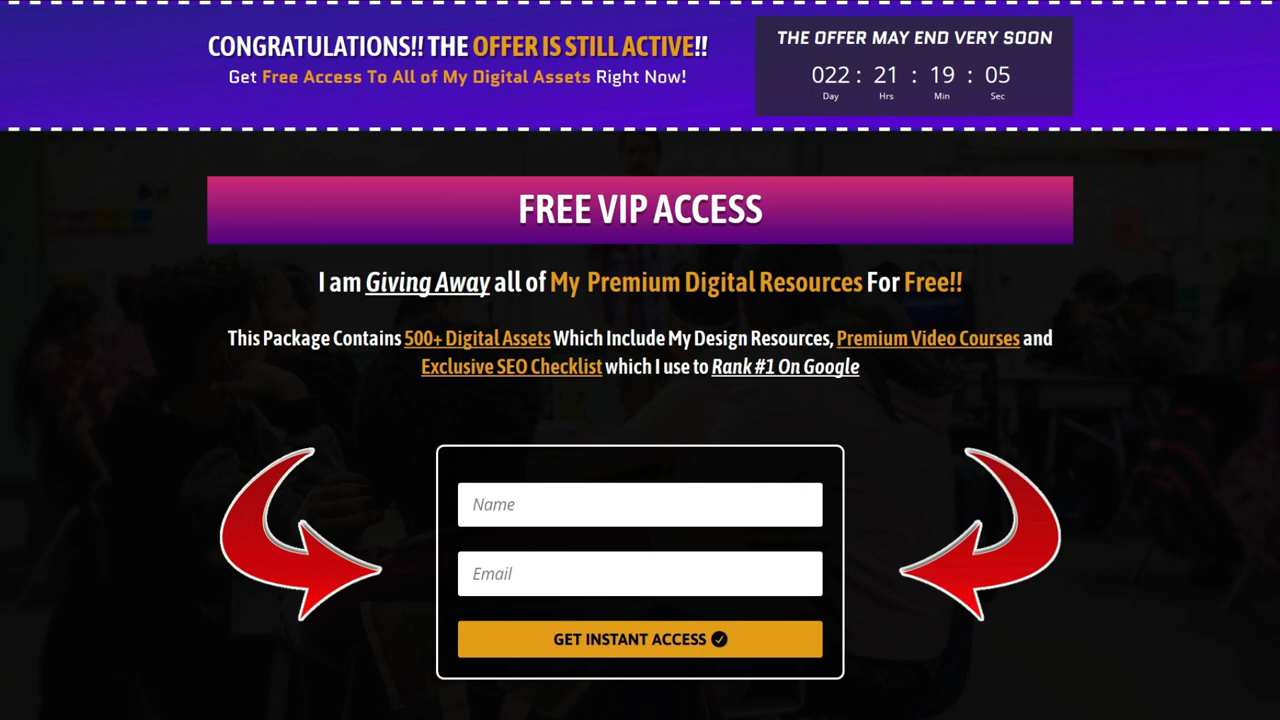 CONGRATULATIONS!! THE OFFER IS STILL ACTIVE!!
Get Free Access To All of My Digital Assets Right Now!
THE OFFER MAY END VERY SOON
022 : 21 : 19 : 05
Day Hrs Min Sec
FREE VIP ACCESS
I am Giving Away all of My Premium Digital Resources For Free!!
This Package Contains 500+ Digital Assets Which Include My Design Resources, Premium Video Courses and
Exclusive SEO Checklist which I use to Rank #1 On Google
Name
Email
GET INSTANT ACCESS